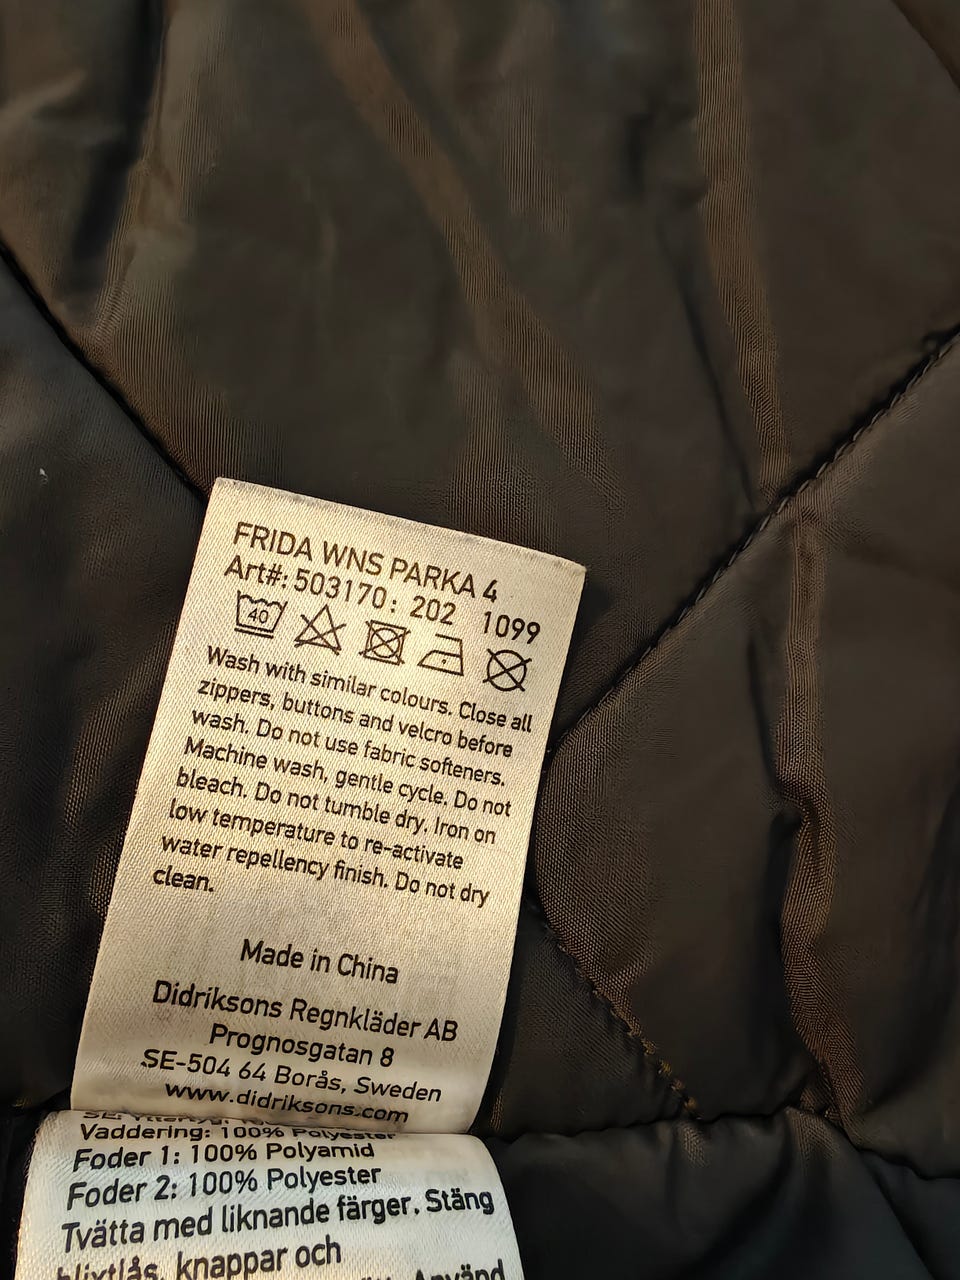 FRIDA WNS PARKA 4
Art#: 503170: 202 1099
40
Wash with similar colours. Close all
zippers, buttons and velcro before
wash. Do not use fabric softeners.
Machine wash, gentle cycle. Do not
bleach. Do not tumble dry. Iron on
low temperature to re-activate
water repellency finish. Do not dry
clean.
Made in China
Didriksons Regnkläder AB
Prognosgatan 8
SE-504 64 Borås, Sweden
www.didriksons.com
SE:
Vaddering: 100% Polyester
Foder 1: 100% Polyamid
Foder 2: 100% Polyester
Tvätta med liknande färger. Stäng
blixtlås, knappar och
Använd